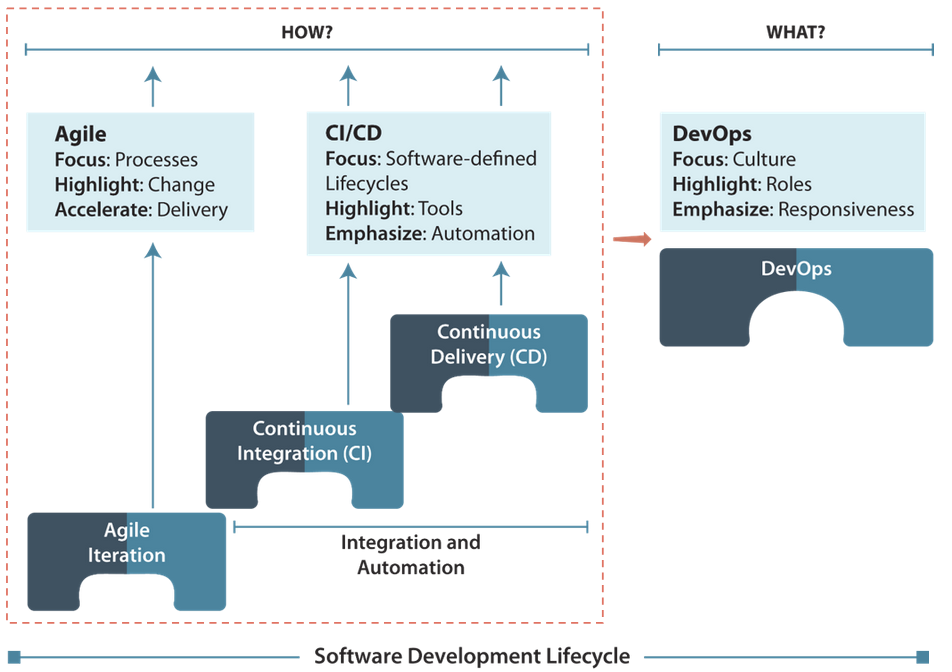 HOW?
WHAT?
Agile
Focus: Processes
Highlight: Change
Accelerate: Delivery
CI/CD
Focus: Software-defined
Lifecycles
Highlight: Tools
Emphasize: Automation
DevOps
Focus: Culture
Highlight: Roles
Emphasize: Responsiveness
DevOps
Continuous
Delivery (CD)
Continuous
Integration (CI)
Agile
Iteration
Integration and
Automation
Software Development Lifecycle